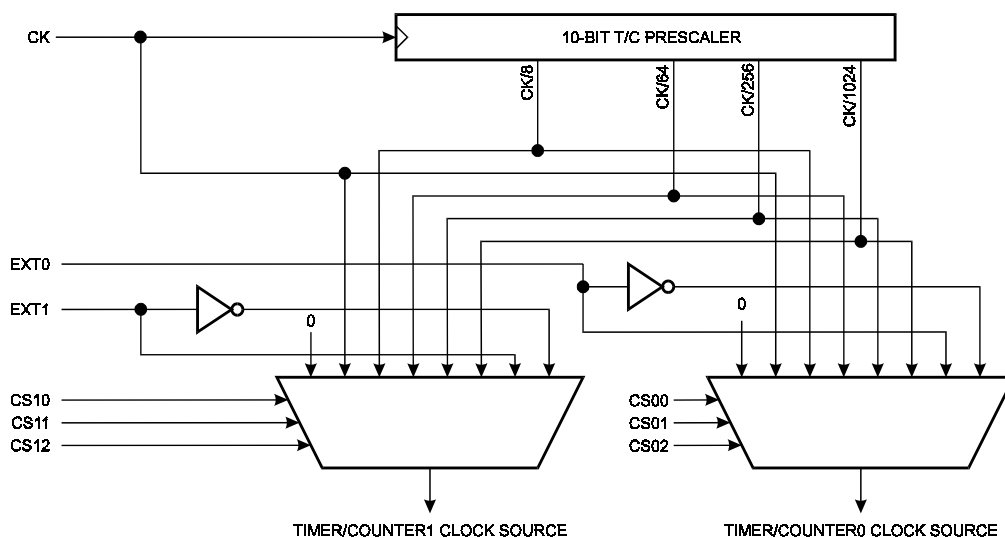 CK
10-BIT T/C PRESCALER
CK/8
CK/64
CK/256
CK/1024
EXT0
EXT1
0
0
CS10
CS11
CS12
CS00
CS01
CS02
TIMER/COUNTER1 CLOCK SOURCE
TIMER/COUNTER0 CLOCK SOURCE